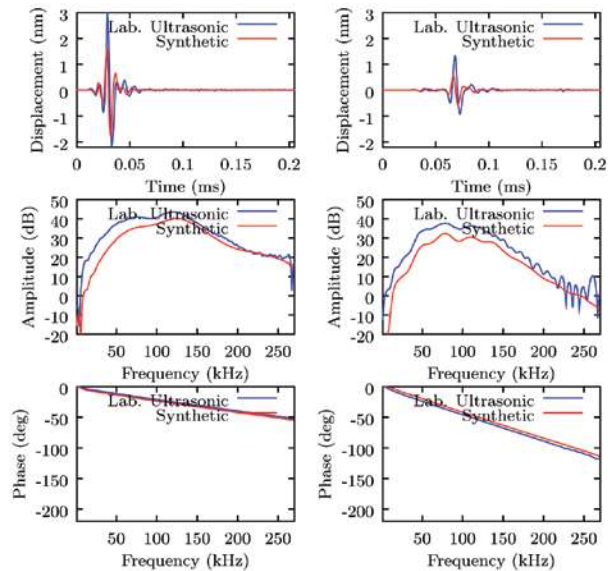 Displacement (nm)
3
2
1
0
-1
-2
Lab. Ultrasonic
Synthetic
0 0.05 0.1 0.15 0.2
Time (ms)
Displacement (nm)
3
2
1
0
-1
-2
Lab. Ultrasonic
Synthetic
0 0.05 0.1 0.15 0.2
Time (ms)
Amplitude (dB)
50
40
30
20
10
0
-10
-20
Lab. Ultrasonic
Synthetic
50 100 150 200 250
Frequency (kHz)
Amplitude (dB)
50
40
30
20
10
0
-10
-20
Lab. Ultrasonic
Synthetic
50 100 150 200 250
Frequency (kHz)
Phase (deg)
0
-50
-100
-150
-200
Lab. Ultrasonic
Synthetic
50 100 150 200 250
Frequency (kHz)
Phase (deg)
0
-50
-100
-150
-200
Lab. Ultrasonic
Synthetic
50 100 150 200 250
Frequency (kHz)